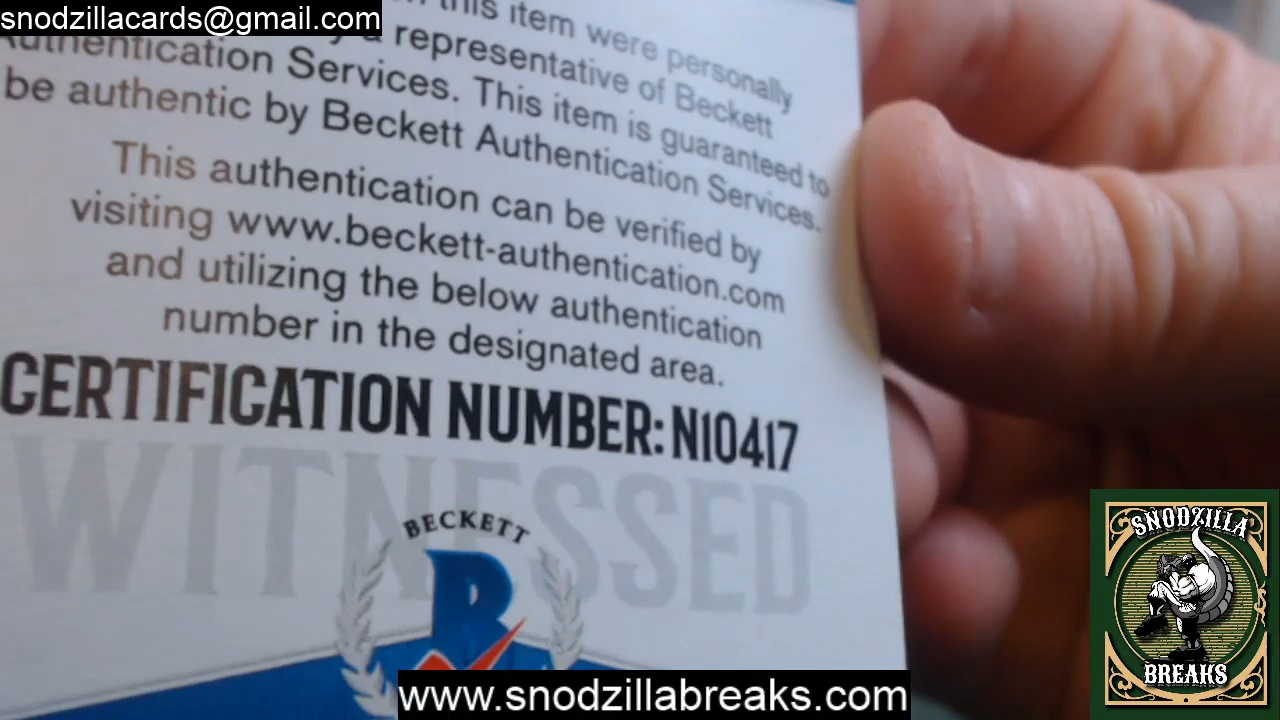 snodzillacards@gmail.com
this item were personally
a representative of Beckett
Authentication Services. This item is guaranteed to
be authentic by Beckett Authentication Services.
This authentication can be verified by
visiting www.beckett-authentication.com
and utilizing the below authentication
number in the designated area.
CERTIFICATION NUMBER: N10417
WITNESSED
BECKETT
B
SNODZILLA
BREAKS
www.snodzillabreaks.com